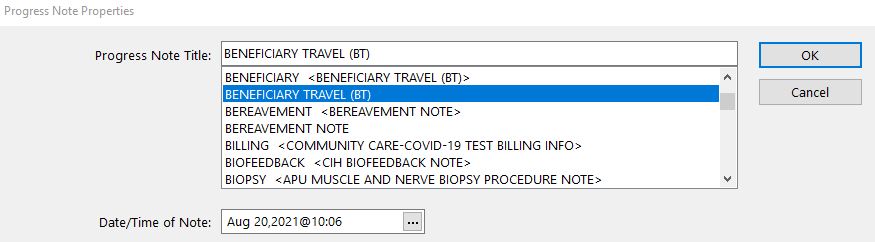 Progress Note Properties
Progress Note Title: BENEFICIARY TRAVEL (BT) OK
BENEFICIARY <BENEFICIARY TRAVEL (BT)>
BENEFICIARY TRAVEL (BT)
Cancel
BEREAVEMENT <BEREAVEMENT NOTE>
BEREAVEMENT NOTE
BILLING <COMMUNITY CARE-COVID-19 TEST BILLING INFO>
BIOFEEDBACK <CIH BIOFEEDBACK NOTE>
BIOPSY <APU MUSCLE AND NERVE BIOPSY PROCEDURE NOTE>
Date/Time of Note: Aug 20,2021@10:06 ...